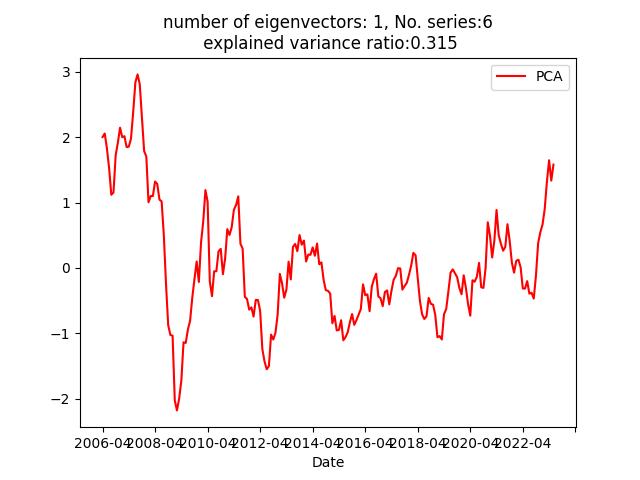 number of eigenvectors: 1, No. series:6
explained variance ratio:0.315
PCA
3
2
1
0
−1
−2
2006-04 2008-04 2010-04 2012-04 2014-04 2016-04 2018-04 2020-04 2022-04
Date